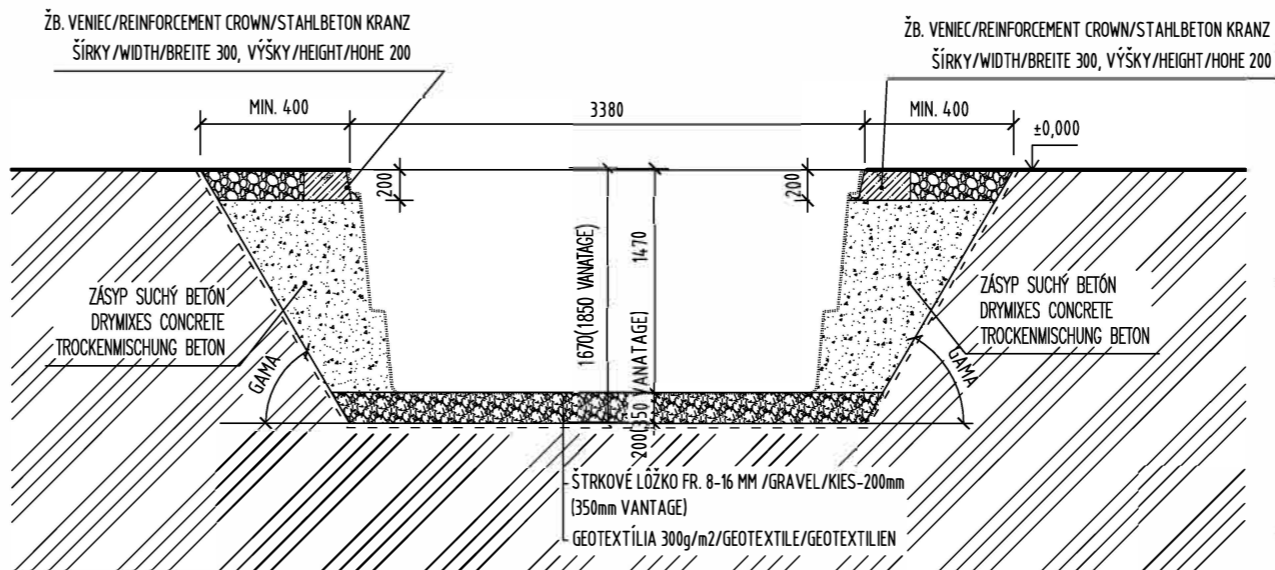 ŽB. VENIEC/REINFORCEMENT CROWN/STAHLBETON KRANZ
ŠÍRKY/WIDTH/BREITE 300, VÝŠKY/HEIGHT/HOHE 200
ŽB. VENIEC/REINFORCEMENT CROWN/STAHLBETON KRANZ
ŠÍRKY/WIDTH/BREITE 300, VÝŠKY/HEIGHT/HOHE 200
MIN. 400
3380
MIN. 400
±0,000
200
1670(1850 VANATAGE)
1470
200
ZÁSYP SUCHÝ BETÓN
DRYMIXES CONCRETE
TROCKENMISCHUNG BETON
ZÁSYP SUCHÝ BETÓN
DRYMIXES CONCRETE
TROCKENMISCHUNG BETON
GAMA
GAMA
200(350 VANATAGE)
ŠTRKOVÉ LÔŽKO FR. 8-16 MM /GRAVEL/KIES-200mm
(350mm VANTAGE)
GEOTEXTÍLIA 300g/m2/GEOTEXTILE/GEOTEXTILIEN